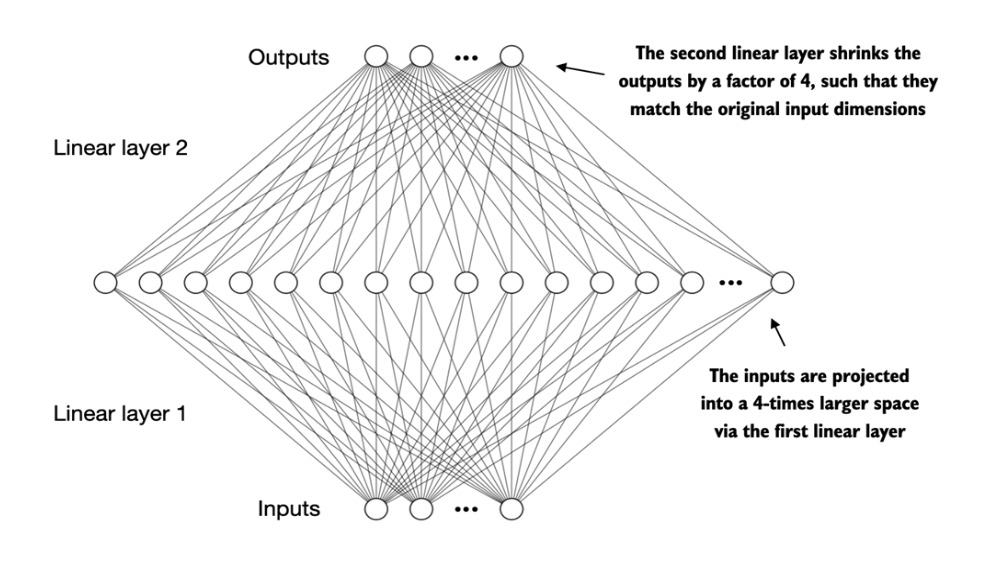 Outputs
The second linear layer shrinks the
outputs by a factor of 4, such that they
match the original input dimensions
Linear layer 2
The inputs are projected
into a 4-times larger space
via the first linear layer
Linear layer 1
Inputs